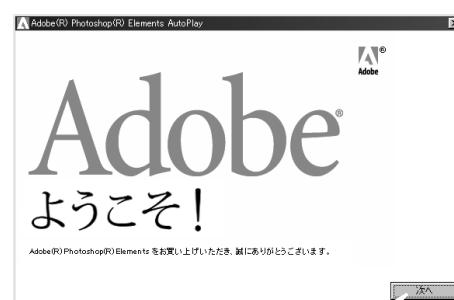 Adobe(R) Photoshop(R) Elements AutoPlay
Adobe
Adobe
ようこそ！
Adobe(R) Photoshop(R) Elements をお買い上げいただき、誠にありがとうございます。
次へ